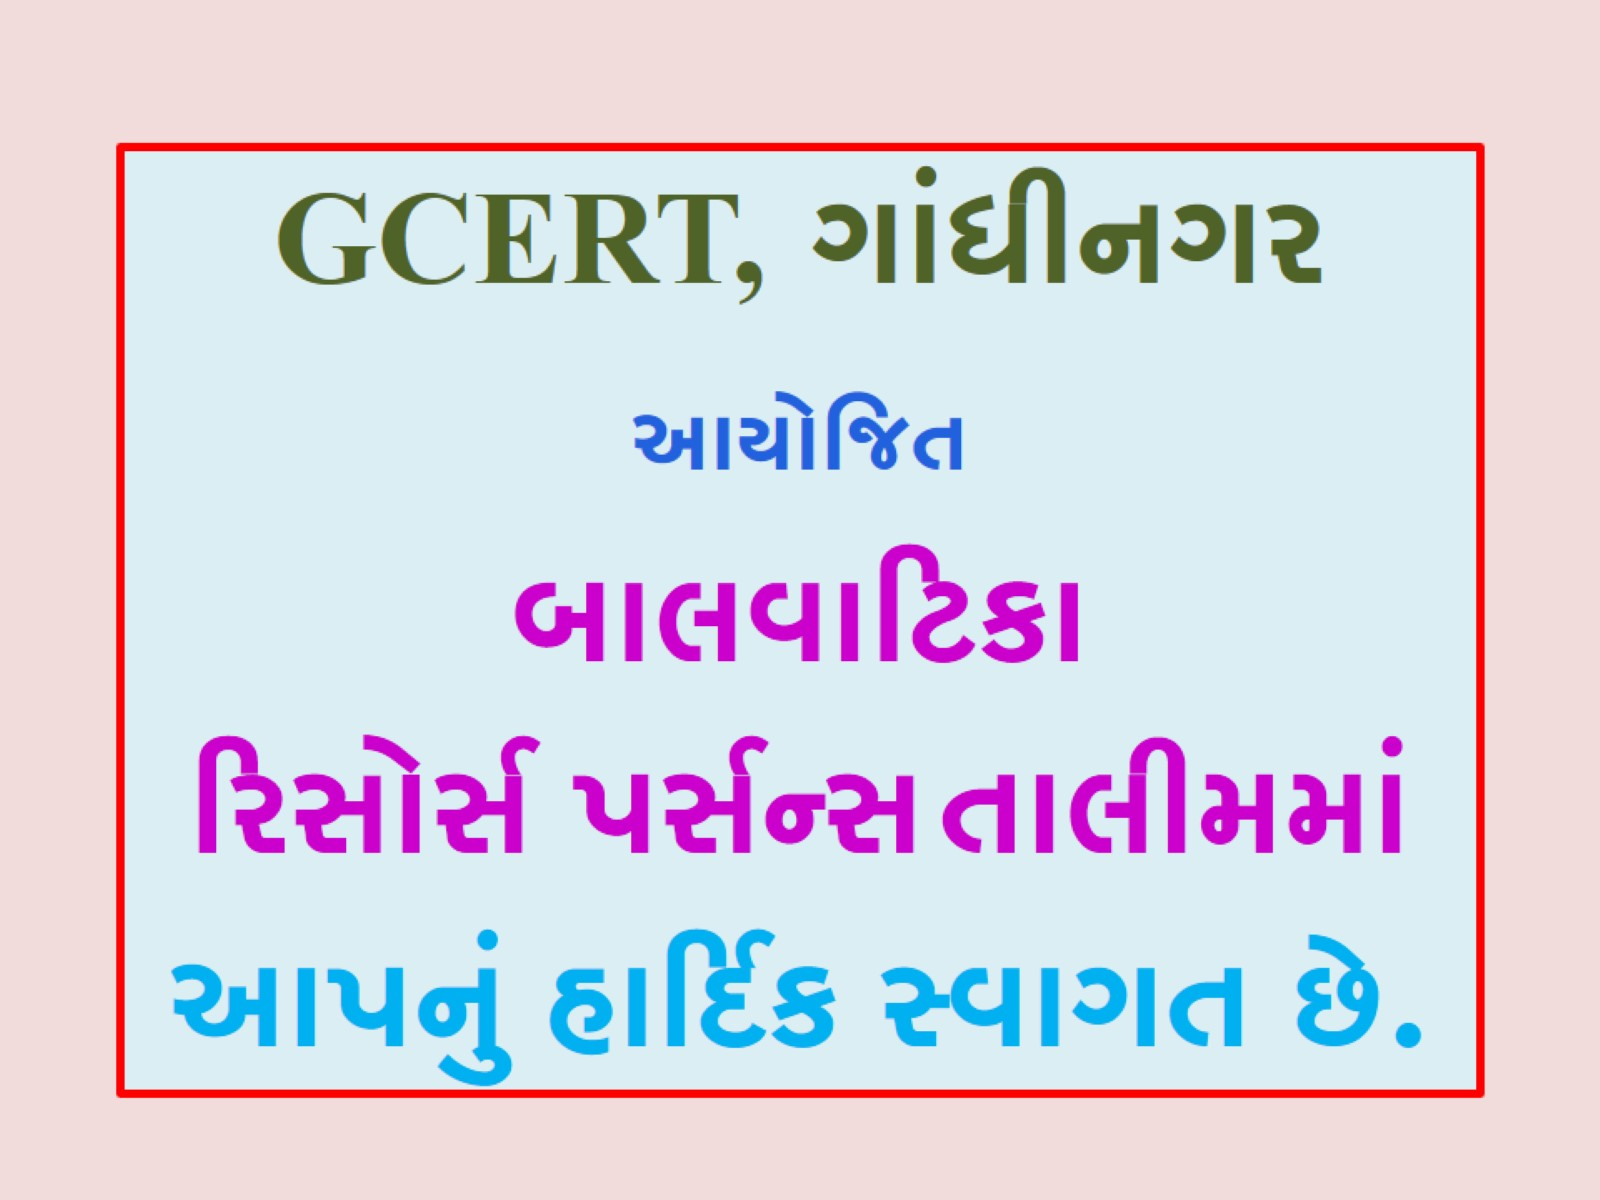 GCERT, ગાંધીનગર
આયોજિત
બાલવાટિકા
રિસોર્સ પર્સન્સ તાલીમમાં
આપનું હાર્દિક સ્વાગત છે.